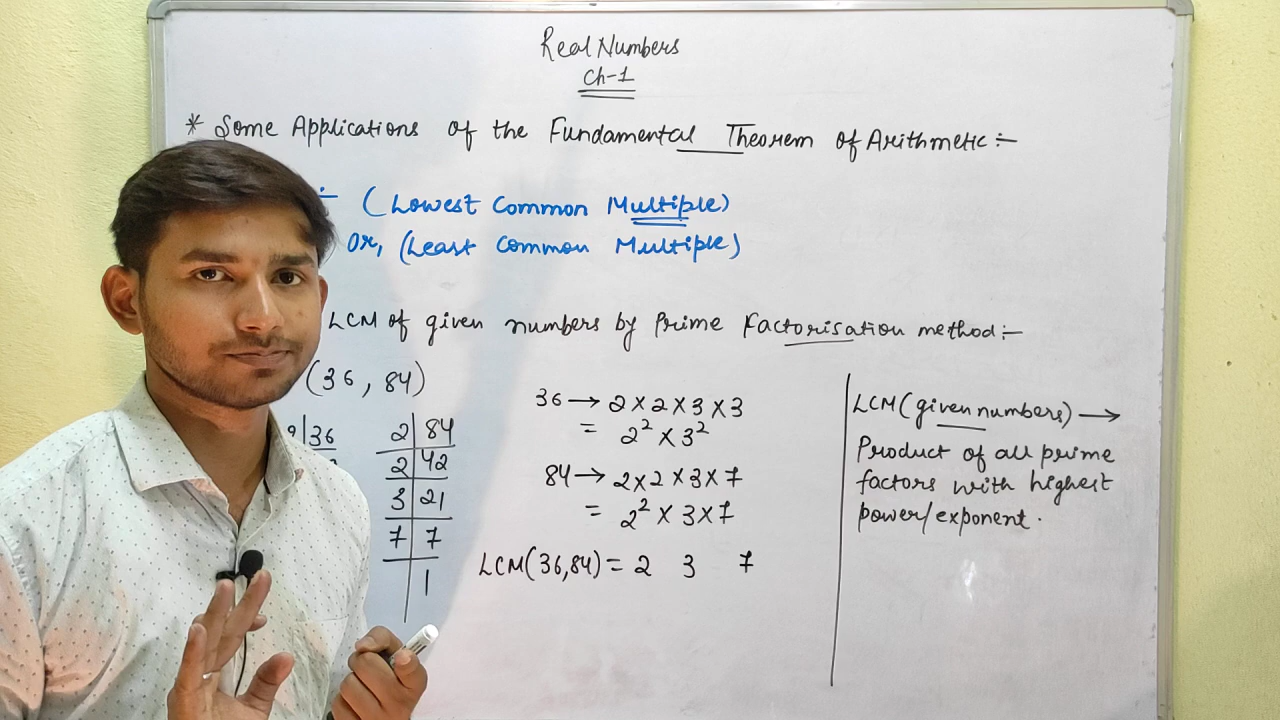 Real Numbers
Ch-1
* Some Applications of the Fundamental Theorem of Arithmetic :-
:- (Lowest Common Multiple)
Or, (Least Common Multiple)
LCM of given numbers by Prime Factorisation method :-
(36, 84)
2 | 36
2 | 84
2 | 42
3 | 21
7 | 7
1
36 → 2×2×3×3
= 2² × 3²
84 → 2×2×3×7
= 2² × 3×7
LCM(36,84) = 2 3 7
LCM(given numbers) →
Product of all prime
factors with highest
power/exponent.